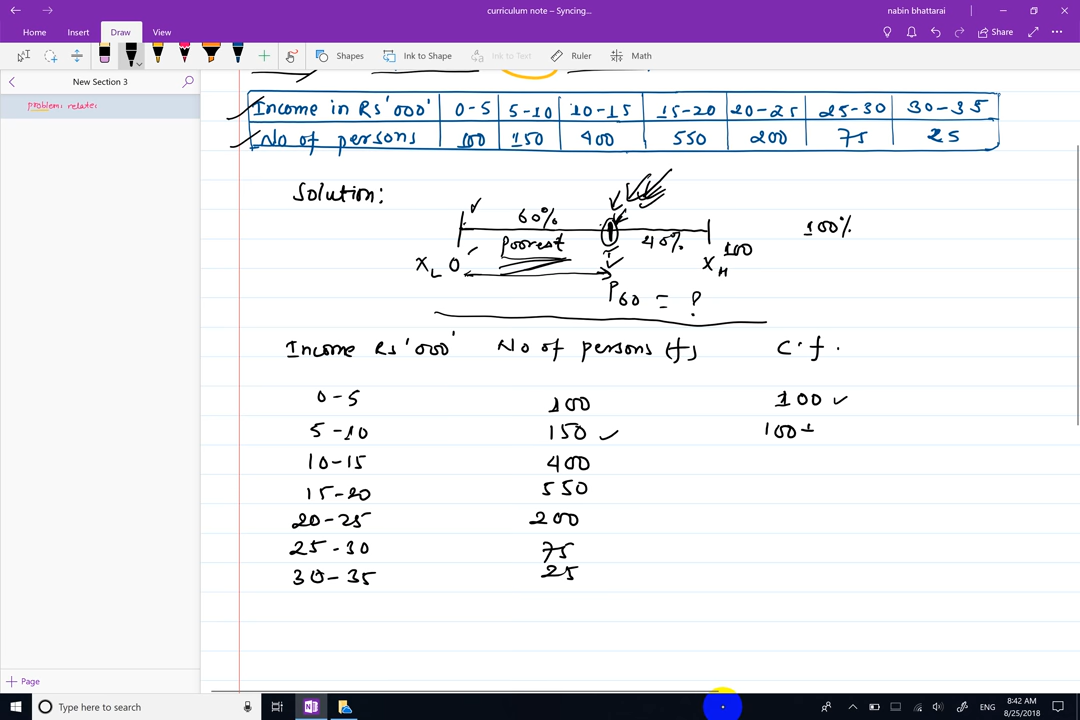 curriculum note – Syncing...
nabin bhattarai
Home Insert Draw View
Share
Shapes Ink to Shape Ink to Text Ruler Math
New Section 3
problems relate
Income in Rs '000' 0-5 5-10 10-15 15-20 20-25 25-30 30-35
No of persons 100 150 400 550 200 75 25
Solution:
60% 40% 100%
poorest
XL 0 XH 100
P60 = ?
Income Rs '000' No of persons (f) C.f.
0-5 100 100
5-10 150 100+
10-15 400
15-20 550
20-25 200
25-30 75
30-35 25
Page
Type here to search
ENG
8:42 AM
8/25/2018